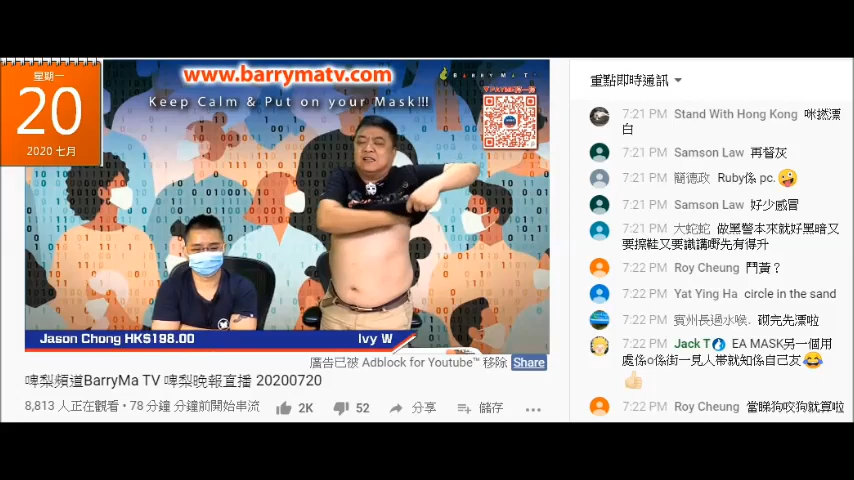 星期一
20
2020 七月
www.barrymatv.com
BARRYMATV
Keep Calm & Put on your Mask!!!
Jason Chong HK$198.00
Ivy W
廣告已被 Adblock for Youtube™ 移除 Share
啤梨頻道BarryMa TV 啤梨晚報直播 20200720
8,813 人正在觀看 • 78 分鐘 分鐘前開始串流
2K
52
分享
儲存
重點即時通訊
7:21 PM Stand With Hong Kong 咪撚漂
白
7:21 PM Samson Law 再督灰
7:21 PM 簡德政 Ruby係 pc.🤪
7:21 PM Samson Law 好少感冒
7:21 PM 大蛇蛇 做黑警本來就好黑暗又
要擦鞋又要識講嘢先有得升
7:22 PM Roy Cheung 鬥黃？
7:22 PM Yat Ying Ha circle in the sand
7:22 PM 賓州長過水喉. 砌完先漂啦
7:22 PM Jack T EA MASK另一個用
處係o係街一見人帶就知係自己友😂
👍🏻
7:22 PM Roy Cheung 當睇狗咬狗就算啦